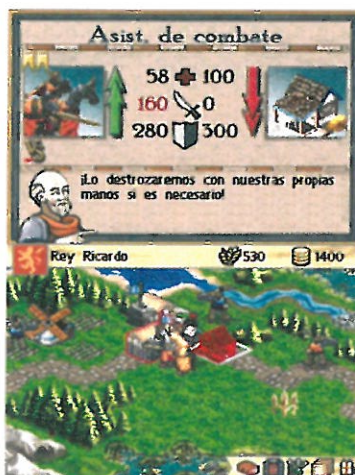 Asist. de combate
58 100
160 0
280 300
¡Lo destrozaremos con nuestras propias
manos si es necesario!
Rey Ricardo 530 1400